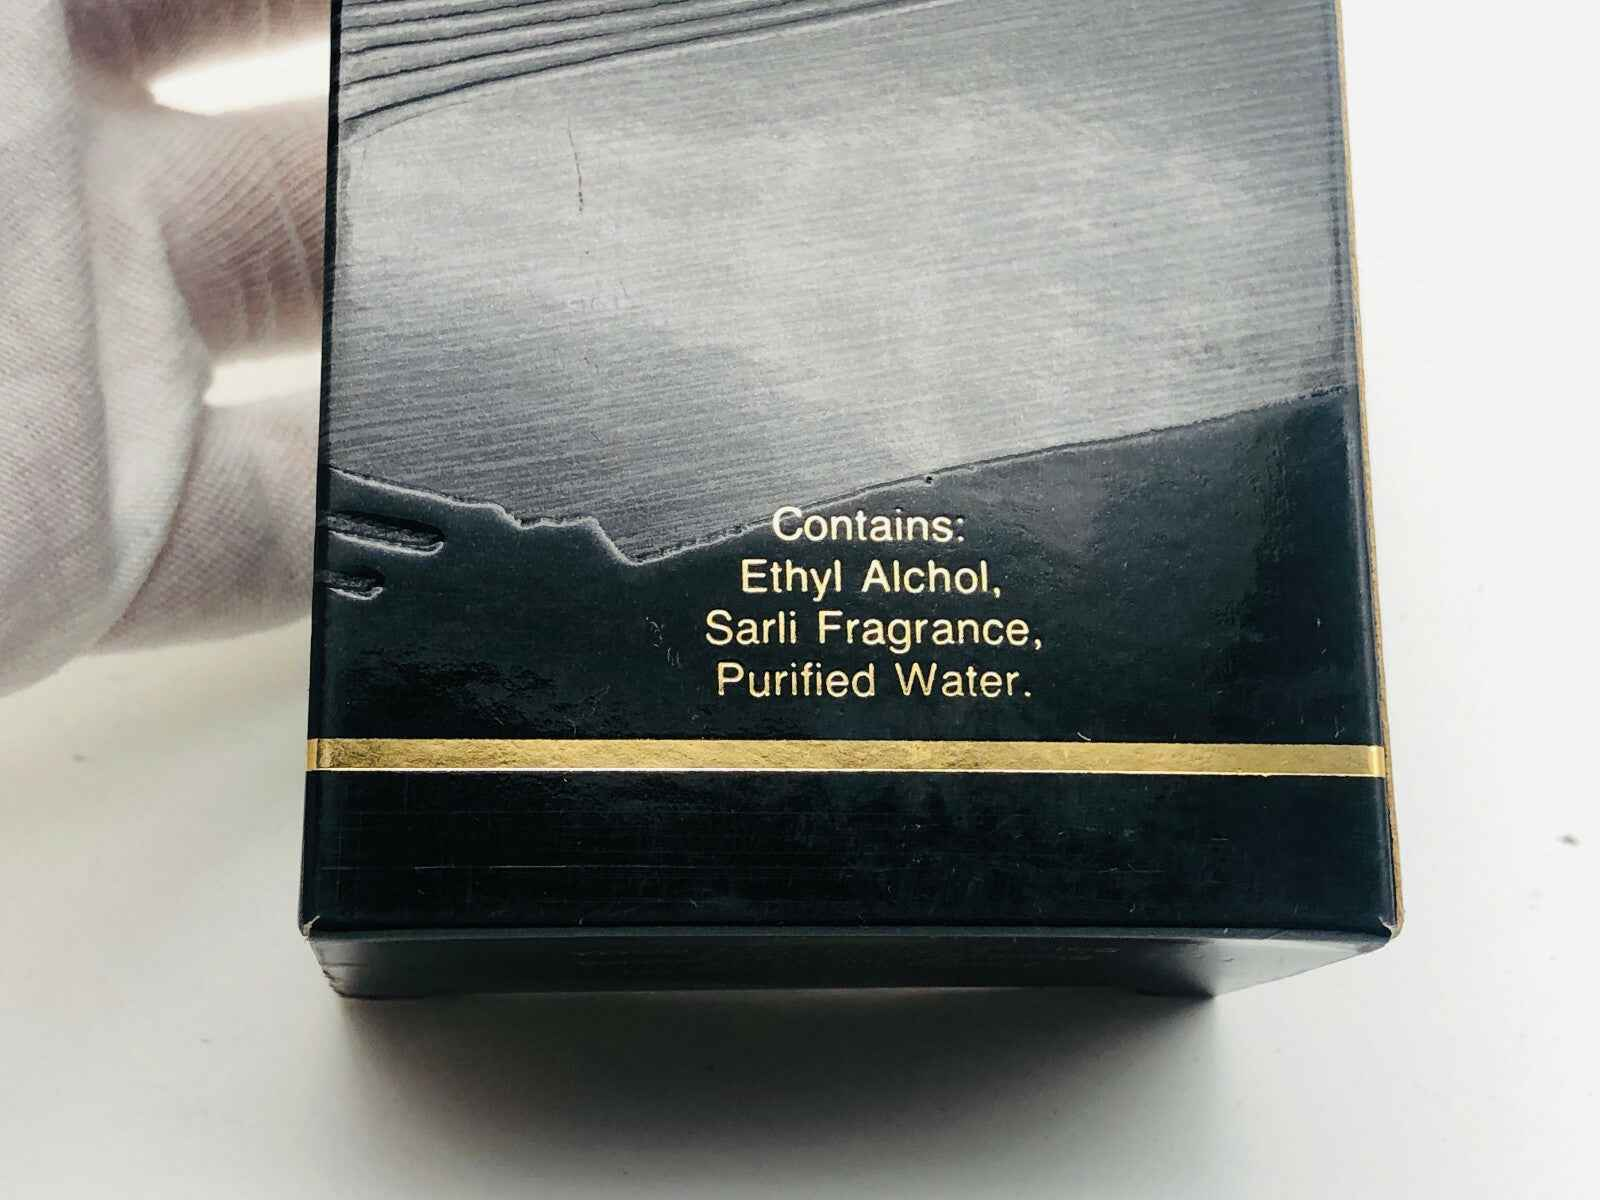 Contains:
Ethyl Alchol,
Sarli Fragrance,
Purified Water.